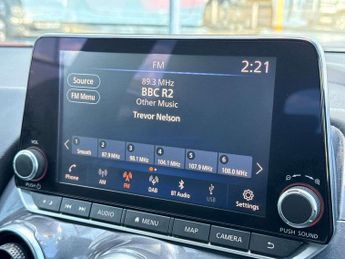 FM
2:21
Source
FM Menu
89.3 MHz
BBC R2
Other Music
Trevor Nelson
1 2 3 4 5 6
Smooth 87.9 MHz 98.1 MHz 104.1 MHz 107.9 MHz 108.0 MHz
Phone AM FM DAB BT Audio USB Settings
VOL
PUSH
AUDIO MENU MAP CAMERA
PUSH SOUND